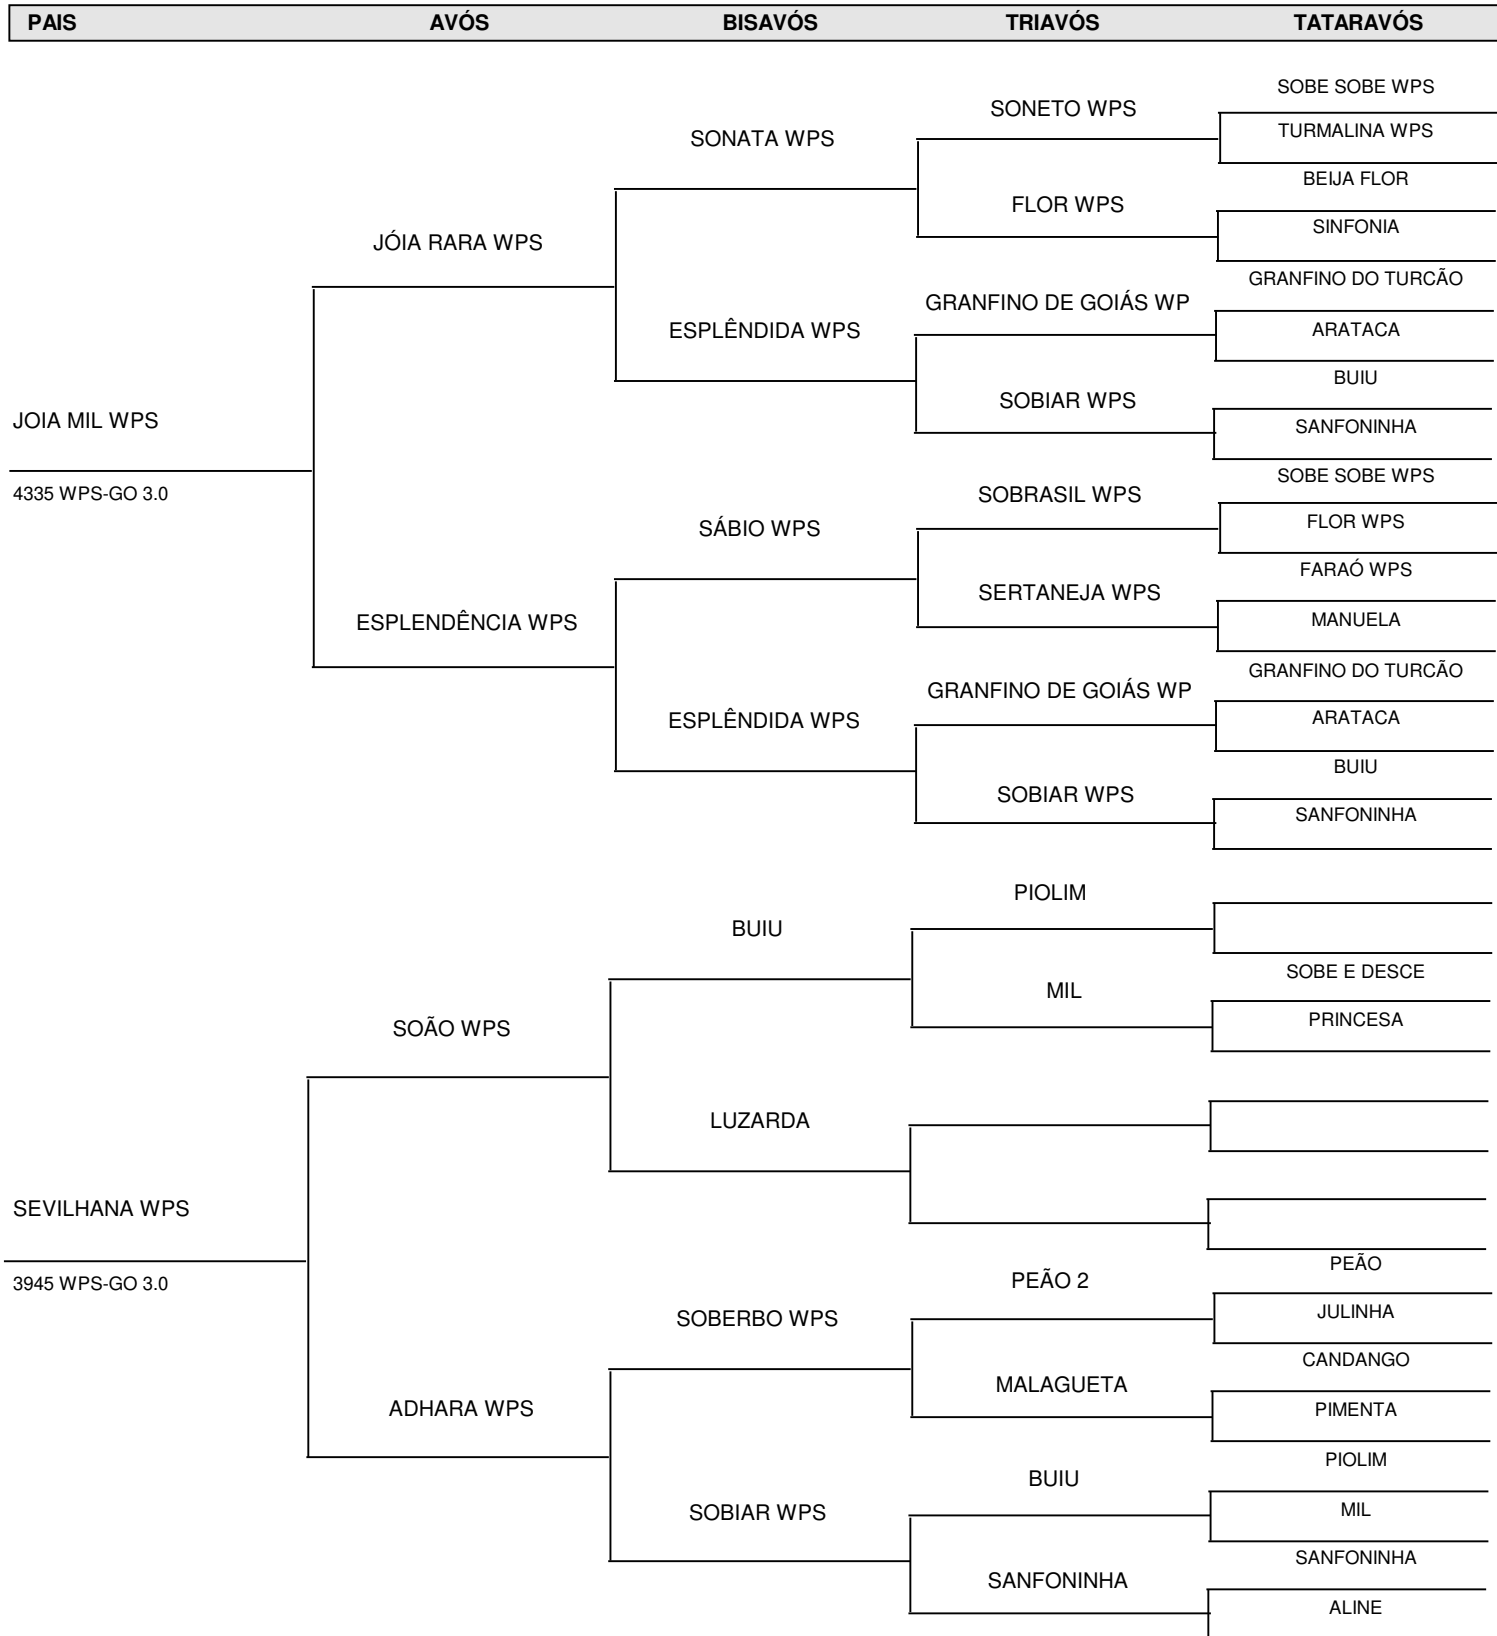 PAIS AVÓS BISAVÓS TRIAVÓS TATARAVÓS
SOBE SOBE WPS
SONETO WPS
TURMALINA WPS
SONATA WPS
BEIJA FLOR
FLOR WPS
SINFONIA
JÓIA RARA WPS
GRANFINO DO TURCÃO
GRANFINO DE GOIÁS WP
ARATACA
ESPLÊNDIDA WPS
BUIU
SOBIAR WPS
SANFONINHA
JOIA MIL WPS
4335 WPS-GO 3.0
SOBE SOBE WPS
SOBRASIL WPS
FLOR WPS
SÁBIO WPS
FARAÓ WPS
SERTANEJA WPS
MANUELA
ESPLENDÊNCIA WPS
GRANFINO DO TURCÃO
GRANFINO DE GOIÁS WP
ARATACA
ESPLÊNDIDA WPS
BUIU
SOBIAR WPS
SANFONINHA
PIOLIM
BUIU
SOBE E DESCE
MIL
PRINCESA
SOÃO WPS
LUZARDA
SEVILHANA WPS
3945 WPS-GO 3.0
PEÃO
PEÃO 2
JULINHA
SOBERBO WPS
CANDANGO
MALAGUETA
PIMENTA
ADHARA WPS
PIOLIM
BUIU
MIL
SOBIAR WPS
SANFONINHA
SANFONINHA
ALINE